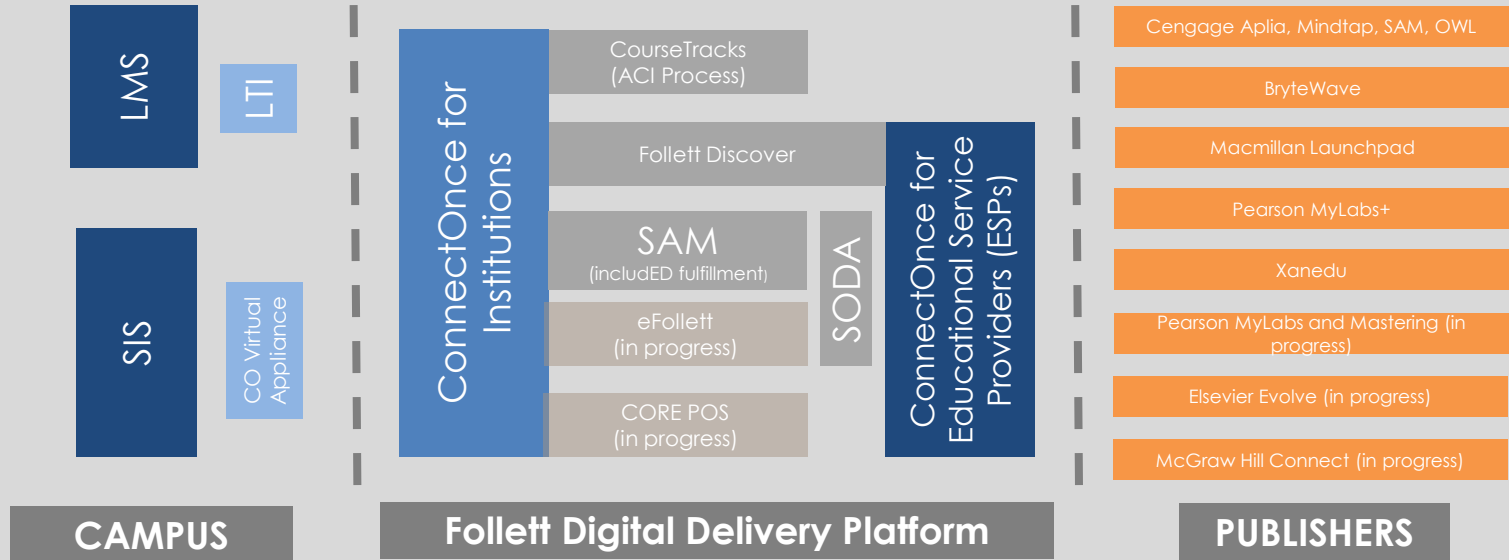 LMS
LTI
SIS
CO Virtual
Appliance
CAMPUS
ConnectOnce for
Institutions
CourseTracks
(ACI Process)
Follett Discover
SAM
(includED fulfillment)
eFollett
(in progress)
CORE POS
(in progress)
SODA
ConnectOnce for
Educational Service
Providers (ESPs)
Follett Digital Delivery Platform
Cengage Aplia, Mindtap, SAM, OWL
BryteWave
Macmillan Launchpad
Pearson MyLabs+
Xanedu
Pearson MyLabs and Mastering (in
progress)
Elsevier Evolve (in progress)
McGraw Hill Connect (in progress)
PUBLISHERS